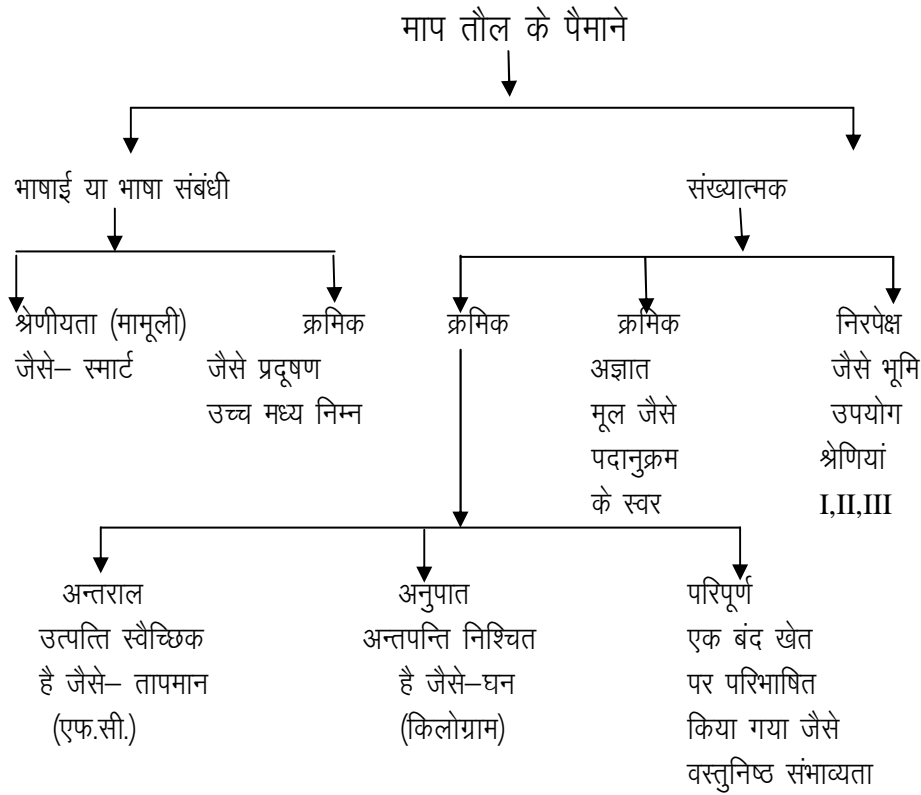 माप तौल के पैमाने
भाषाई या भाषा संबंधी
संख्यात्मक
श्रेणीयता (मामूली)
जैसे– स्मार्ट
क्रमिक
जैसे प्रदूषण
उच्च मध्य निम्न
क्रमिक
क्रमिक
अज्ञात
मूल जैसे
पदानुक्रम
के स्वर
निरपेक्ष
जैसे भूमि
उपयोग
श्रेणियां
I,II,III
अन्तराल
उत्पत्ति स्वैच्छिक
है जैसे– तापमान
(एफ.सी.)
अनुपात
अन्तपन्ति निश्चित
है जैसे–घन
(किलोग्राम)
परिपूर्ण
एक बंद खेत
पर परिभाषित
किया गया जैसे
वस्तुनिष्ठ संभाव्यता